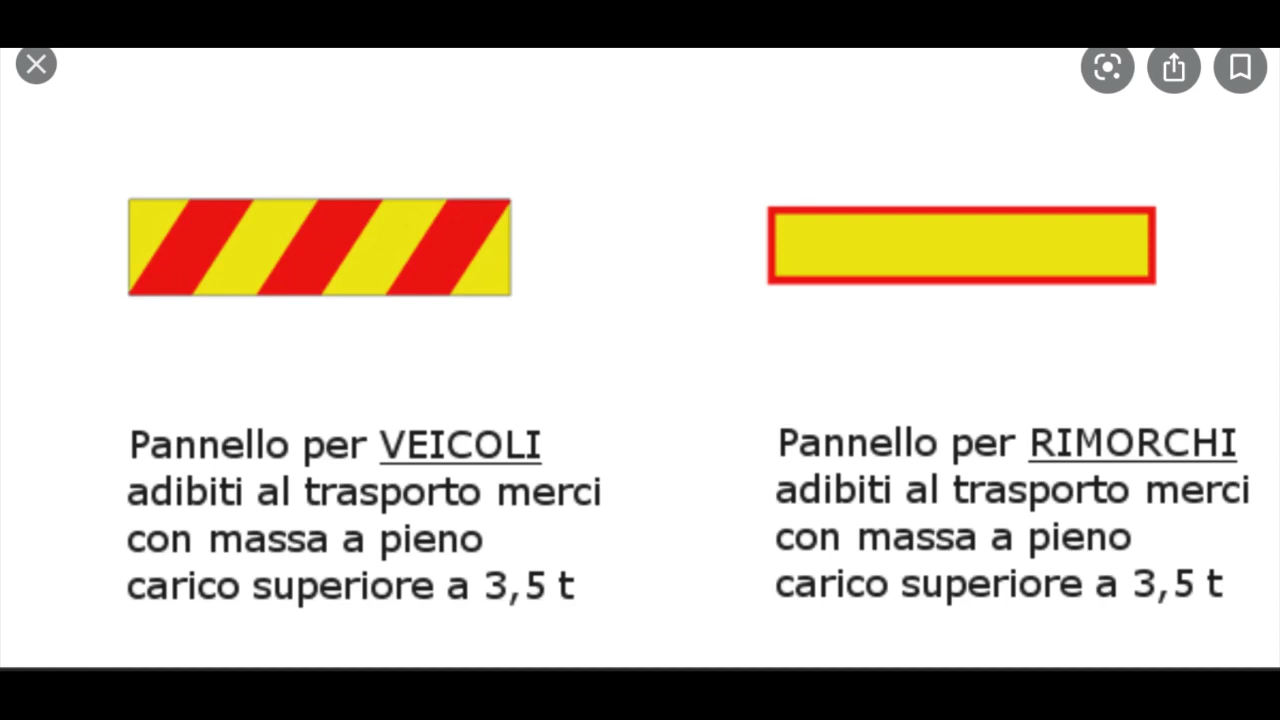 Pannello per VEICOLI
adibiti al trasporto merci
con massa a pieno
carico superiore a 3,5 t
Pannello per RIMORCHI
adibiti al trasporto merci
con massa a pieno
carico superiore a 3,5 t